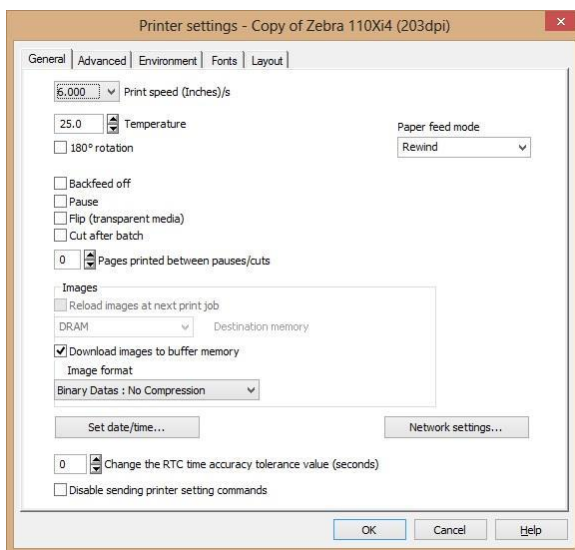 Printer settings - Copy of Zebra 110Xi4 (203dpi)
General Advanced Environment Fonts Layout
6.000 Print speed (Inches)/s
25.0 Temperature
Paper feed mode
180° rotation
Rewind
Backfeed off
Pause
Flip (transparent media)
Cut after batch
0 Pages printed between pauses/cuts
Images
Reload images at next print job
DRAM Destination memory
Download images to buffer memory
Image format
Binary Datas : No Compression
Set date/time... Network settings...
0 Change the RTC time accuracy tolerance value (seconds)
Disable sending printer setting commands
OK Cancel Help